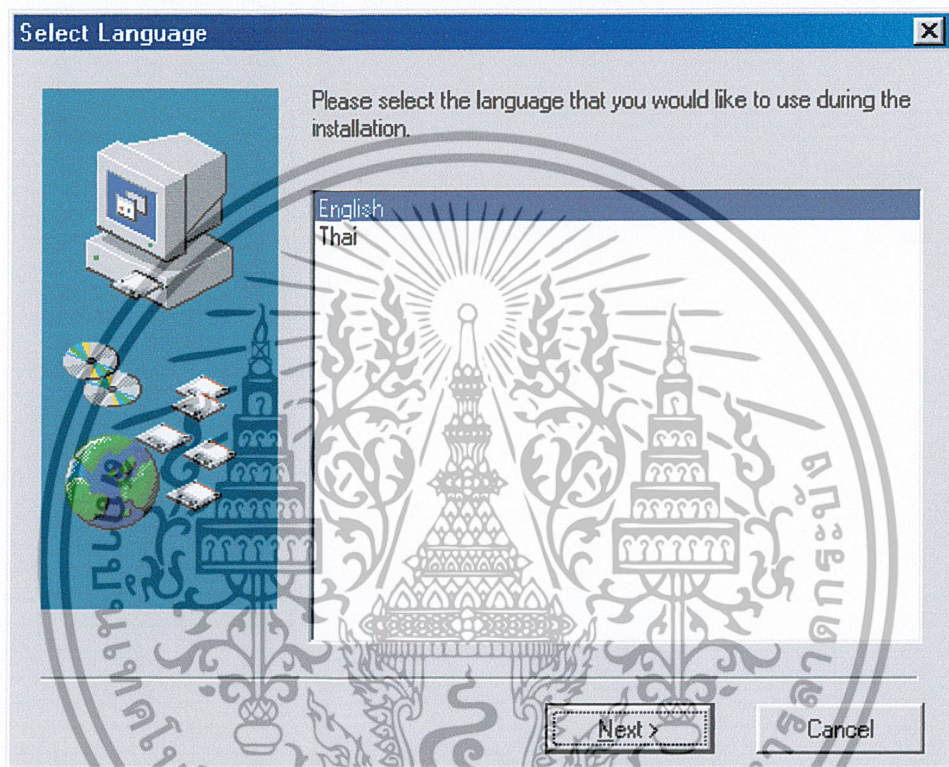 Select Language
Please select the language that you would like to use during the
installation.
English
Thai
Next >
Cancel